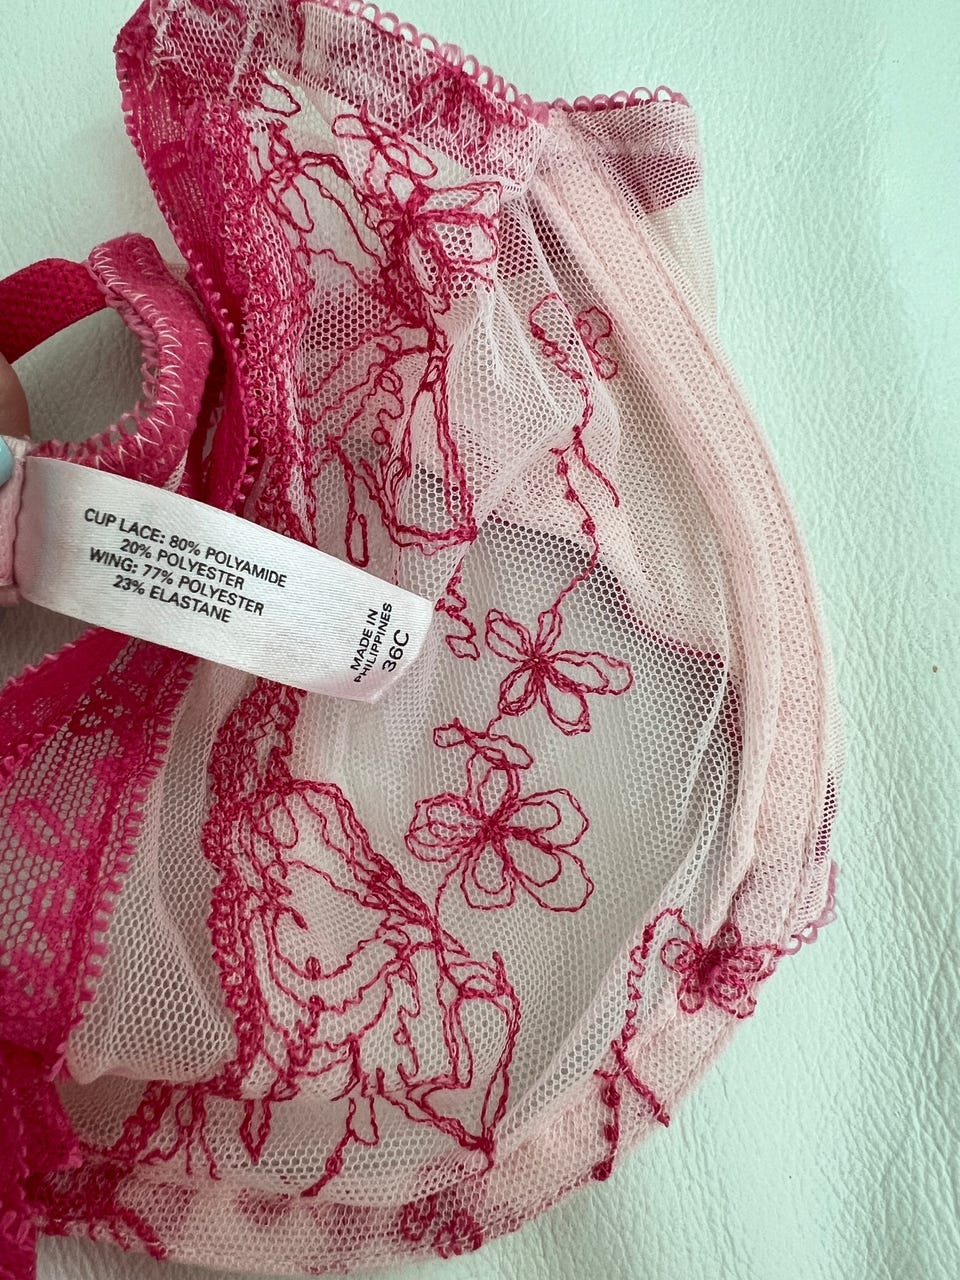 CUP LACE: 80% POLYAMIDE
20% POLYESTER
WING: 77% POLYESTER
23% ELASTANE
MADE IN
PHILIPPINES
36C